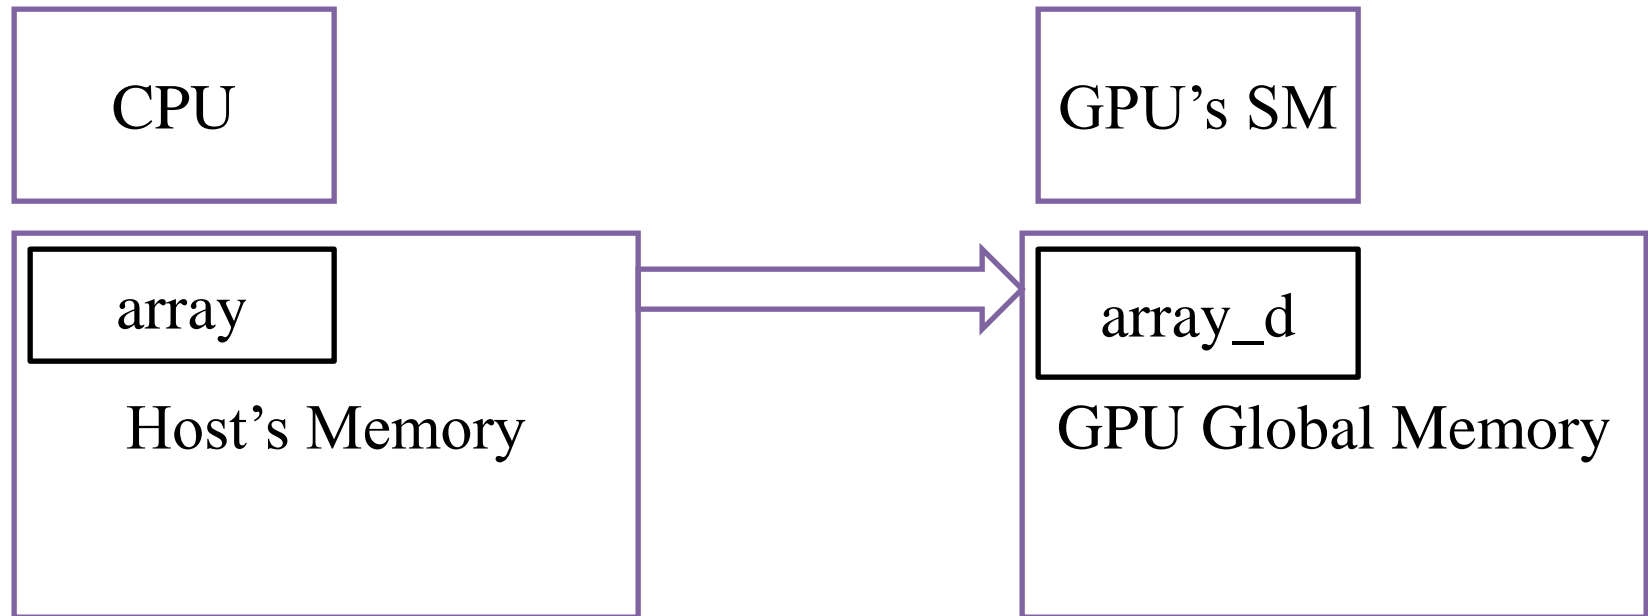 CPU
GPU’s SM
array
array_d
Host’s Memory
GPU Global Memory